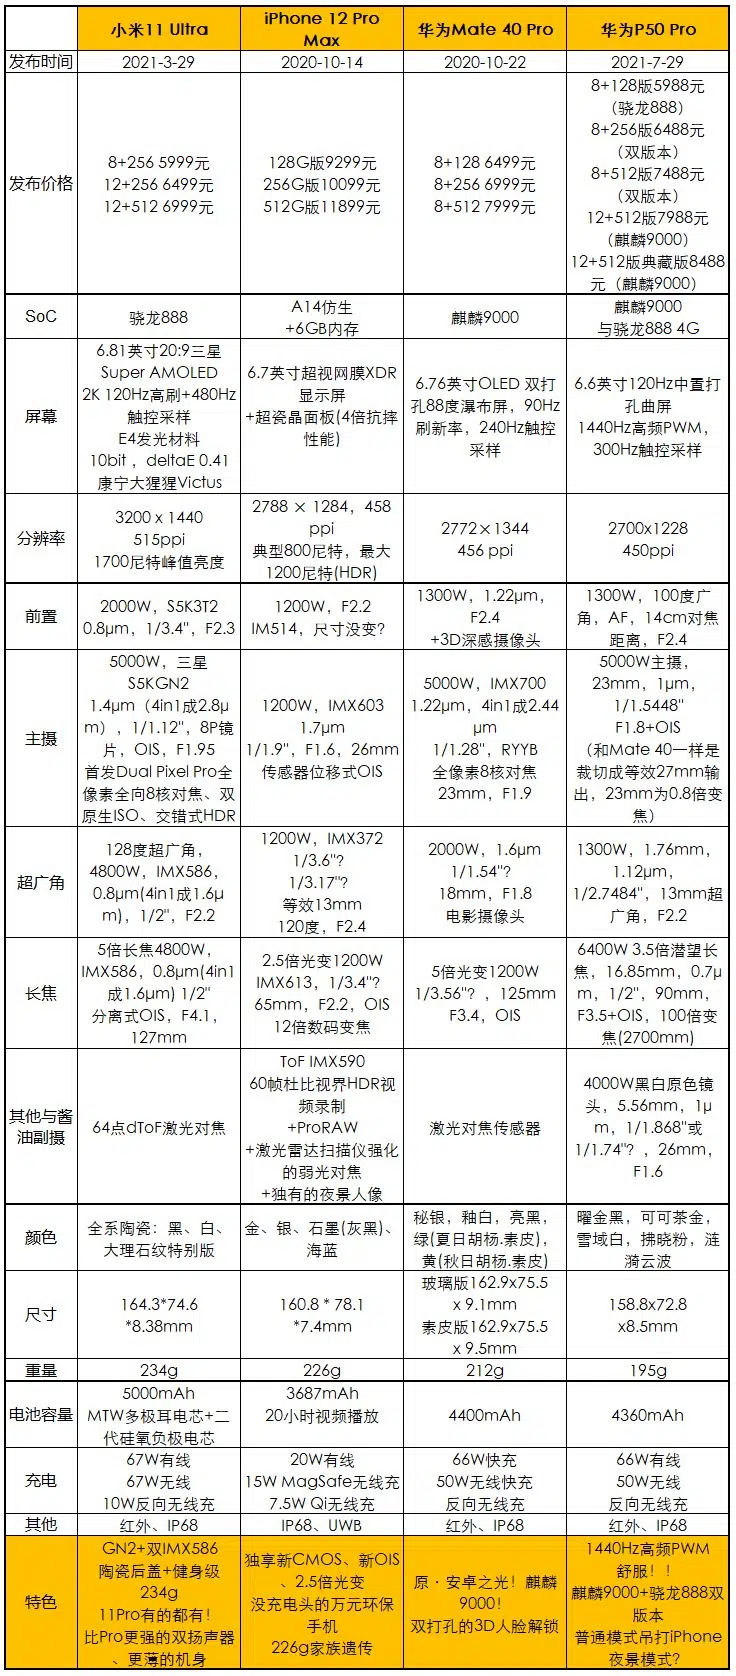 小米11 Ultra
iPhone 12 Pro
Max
华为Mate 40 Pro
华为P50 Pro
发布时间
2021-3-29
2020-10-14
2020-10-22
2021-7-29
发布价格
8+256 5999元
12+256 6499元
12+512 6999元
128G版9299元
256G版10099元
512G版11899元
8+128 6499元
8+256 6999元
8+512 7999元
8+128版5988元
（骁龙888）
8+256版6488元
（双版本）
8+512版7488元
（双版本）
12+512版7988元
（麒麟9000）
12+512版典藏版8488
元（麒麟9000）
SoC
骁龙888
A14仿生
+6GB内存
麒麟9000
麒麟9000
与骁龙888 4G
屏幕
6.81英寸20:9三星
Super AMOLED
2K 120Hz高刷+480Hz
触控采样
E4发光材料
10bit ，deltaE 0.41
康宁大猩猩Victus
6.7英寸超视网膜XDR
显示屏
+超瓷晶面板(4倍抗摔
性能)
6.76英寸OLED 双打
孔88度瀑布屏，90Hz
刷新率，240Hz触控
采样
6.6英寸120Hz中置打
孔曲屏
1440Hz高频PWM，
300Hz触控采样
分辨率
3200 x 1440
515ppi
1700尼特峰值亮度
2788 × 1284，458
ppi
典型800尼特，最大
1200尼特(HDR)
2772×1344
456 ppi
2700x1228
450ppi
前置
2000W，S5K3T2
0.8μm，1/3.4"，F2.3
1200W，F2.2
IM514，尺寸没变?
1300W，1.22μm，
F2.4
+3D深感摄像头
1300W，100度广
角，AF，14cm对焦
距离，F2.4
主摄
5000W，三星
S5KGN2
1.4μm（4in1成2.8μ
m），1/1.12"，8P镜
片，OIS，F1.95
首发Dual Pixel Pro全
像素全向8核对焦、双
原生ISO、交错式HDR
1200W，IMX603
1.7μm
1/1.9"，F1.6，26mm
传感器位移式OIS
5000W，IMX700
1.22μm，4in1成2.44
μm
1/1.28"，RYYB
全像素8核对焦
23mm，F1.9
5000W主摄，
23mm，1μm，
1/1.5448"
F1.8+OIS
（和Mate 40一样是
裁切成等效27mm输
出，23mm为0.8倍变
焦）
超广角
128度超广角，
4800W，IMX586，
0.8μm(4in1成1.6μ
m)，1/2"，F2.2
1200W，IMX372
1/3.6"?
1/3.17"?
等效13mm
120度，F2.4
2000W，1.6μm
1/1.54"?
18mm，F1.8
电影摄像头
1300W，1.76mm，
1.12μm，
1/2.7484"，13mm超
广角，F2.2
长焦
5倍长焦4800W，
IMX586，0.8μm(4in1
成1.6μm) 1/2"
分离式OIS，F4.1，
127mm
2.5倍光变1200W
IMX613，1/3.4"?
65mm，F2.2，OIS
12倍数码变焦
5倍光变1200W
1/3.56"? ，125mm
F3.4，OIS
6400W 3.5倍潜望长
焦，16.85mm，0.7μ
m，1/2"，90mm，
F3.5+OIS，100倍变
焦(2700mm)
其他与酱
油副摄
64点dToF激光对焦
ToF IMX590
60帧杜比视界HDR视
频录制
+ProRAW
+激光雷达扫描仪强化
的弱光对焦
+独有的夜景人像
激光对焦传感器
4000W黑白原色镜
头，5.56mm，1μ
m，1/1.868"或
1/1.74"? ，26mm，
F1.6
颜色
全系陶瓷：黑、白、
大理石纹特别版
金、银、石墨(灰黑)、
海蓝
秘银，釉白，亮黑，
绿(夏日胡杨.素皮)，
黄(秋日胡杨.素皮)
曜金黑，可可茶金，
雪域白，拂晓粉，涟
漪云波
尺寸
164.3*74.6
*8.38mm
160.8 * 78.1
*7.4mm
玻璃版162.9x75.5
x 9.1mm
素皮版162.9x75.5
x 9.5mm
158.8x72.8
x8.5mm
重量
234g
226g
212g
195g
电池容量
5000mAh
MTW多极耳电芯+二
代硅氧负极电芯
3687mAh
20小时视频播放
4400mAh
4360mAh
充电
67W有线
67W无线
10W反向无线充
20W有线
15W MagSafe无线充
7.5W Qi无线充
66W快充
50W无线快充
反向无线充
66W有线
50W无线
反向无线充
其他
红外、IP68
IP68、UWB
红外、IP68
红外、IP68
特色
GN2+双IMX586
陶瓷后盖+健身级
234g
11Pro有的都有!
比Pro更强的双扬声器
、更薄的机身
独享新CMOS、新OIS
、2.5倍光变
没充电头的万元环保
手机
226g家族遗传
原·安卓之光！麒麟
9000！
双打孔的3D人脸解锁
1440Hz高频PWM
舒服！！
麒麟9000+骁龙888双
版本
普通模式吊打iPhone
夜景模式?